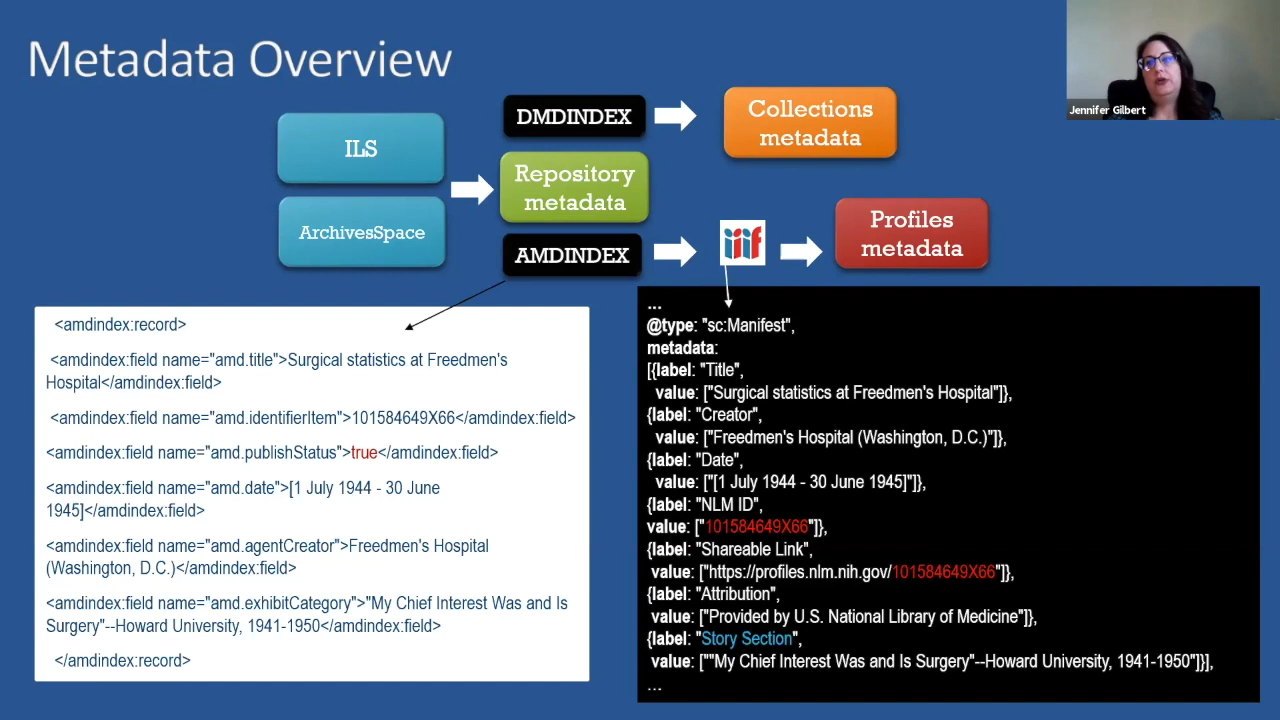 Metadata Overview
Jennifer Gilbert
ILS
ArchivesSpace
DMDINDEX
Repository
metadata
AMDINDEX
Collections
metadata
iiif
Profiles
metadata
<amdindex:record>
<amdindex:field name="amd.title">Surgical statistics at Freedmen's
Hospital</amdindex:field>
<amdindex:field name="amd.identifierItem">101584649X66</amdindex:field>
<amdindex:field name="amd.publishStatus">true</amdindex:field>
<amdindex:field name="amd.date">[1 July 1944 - 30 June
1945]</amdindex:field>
<amdindex:field name="amd.agentCreator">Freedmen's Hospital
(Washington, D.C.)</amdindex:field>
<amdindex:field name="amd.exhibitCategory">"My Chief Interest Was and Is
Surgery"--Howard University, 1941-1950</amdindex:field>
</amdindex:record>
...
@type: "sc:Manifest",
metadata:
[{label: "Title",
value: ["Surgical statistics at Freedmen's Hospital"]},
{label: "Creator",
value: ["Freedmen's Hospital (Washington, D.C.)"]},
{label: "Date",
value: ["[1 July 1944 - 30 June 1945]"]},
{label: "NLM ID",
value: ["101584649X66"]},
{label: "Shareable Link",
value: ["https://profiles.nlm.nih.gov/101584649X66"]},
{label: "Attribution",
value: ["Provided by U.S. National Library of Medicine"]},
{label: "Story Section",
value: [""My Chief Interest Was and Is Surgery"--Howard University, 1941-1950"]}],
...